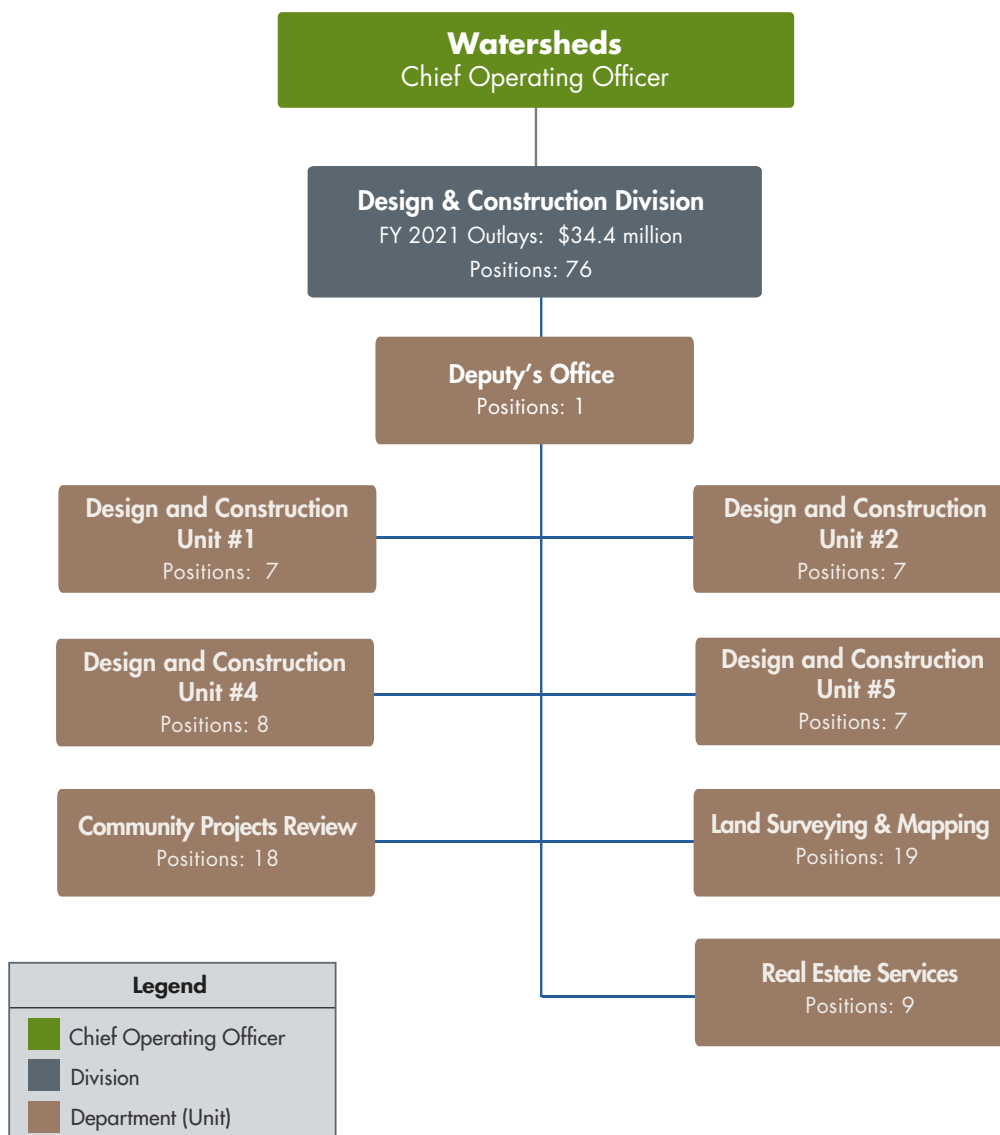 Watersheds
Chief Operating Officer
Design & Construction Division
FY 2021 Outlays: $34.4 million
Positions: 76
Deputy’s Office
Positions: 1
Design and Construction
Unit #1
Positions: 7
Design and Construction
Unit #2
Positions: 7
Design and Construction
Unit #4
Positions: 8
Design and Construction
Unit #5
Positions: 7
Community Projects Review
Positions: 18
Land Surveying & Mapping
Positions: 19
Real Estate Services
Positions: 9
Legend
Chief Operating Officer
Division
Department (Unit)